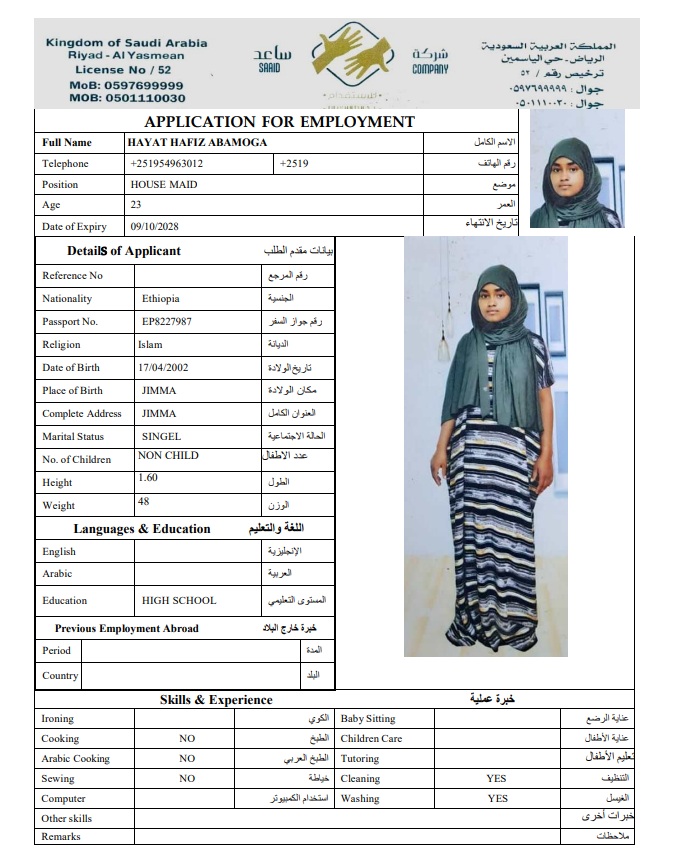 Kingdom of Saudi Arabia
Riyad - Al Yasmeen
License No / 52
MoB: 0597699999
MOB: 0501110030
ساعد
SAAID
شركة
COMPANY
للاستقدام
المملكة العربية السعودية
الرياض - حي الياسمين
ترخيص رقم / ٥٢
جوال : ٠٥٩٧٦٩٩٩٩٩
جوال : ٠٥٠١١١٠٠٣٠
APPLICATION FOR EMPLOYMENT
Full Name HAYAT HAFIZ ABAMOGA الاسم الكامل
Telephone +251954963012 +2519 رقم الهاتف
Position HOUSE MAID موضع
Age 23 العمر
Date of Expiry 09/10/2028 تاريخ الانتهاء
Details of Applicant بيانات مقدم الطلب
Reference No رقم المرجع
Nationality Ethiopia الجنسية
Passport No. EP8227987 رقم جواز السفر
Religion Islam الديانة
Date of Birth 17/04/2002 تاريخ الولادة
Place of Birth JIMMA مكان الولادة
Complete Address JIMMA العنوان الكامل
Marital Status SINGEL الحالة الاجتماعية
No. of Children NON CHILD عدد الاطفال
Height 1.60 الطول
Weight 48 الوزن
Languages & Education اللغة والتعليم
English الإنجليزية
Arabic العربية
Education HIGH SCHOOL المستوى التعليمي
Previous Employment Abroad خبرة خارج البلاد
Period المدة
Country البلد
Skills & Experience خبرة عملية
Ironing الكوي Baby Sitting عناية الرضع
Cooking NO الطبخ Children Care عناية الأطفال
Arabic Cooking NO الطبخ العربي Tutoring تعليم الأطفال
Sewing NO خياطة Cleaning YES التنظيف
Computer استخدام الكمبيوتر Washing YES الغيسل
Other skills خبرات أخرى
Remarks ملاحظات